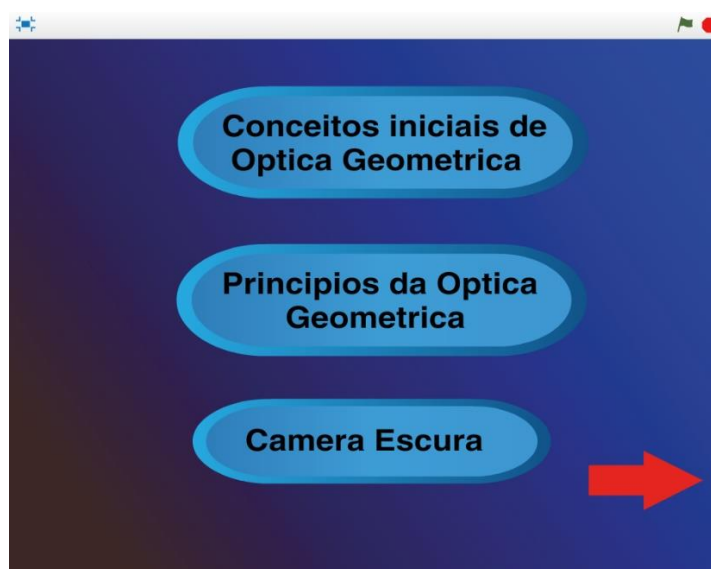 Conceitos iniciais de
Optica Geometrica
Principios da Optica
Geometrica
Camera Escura